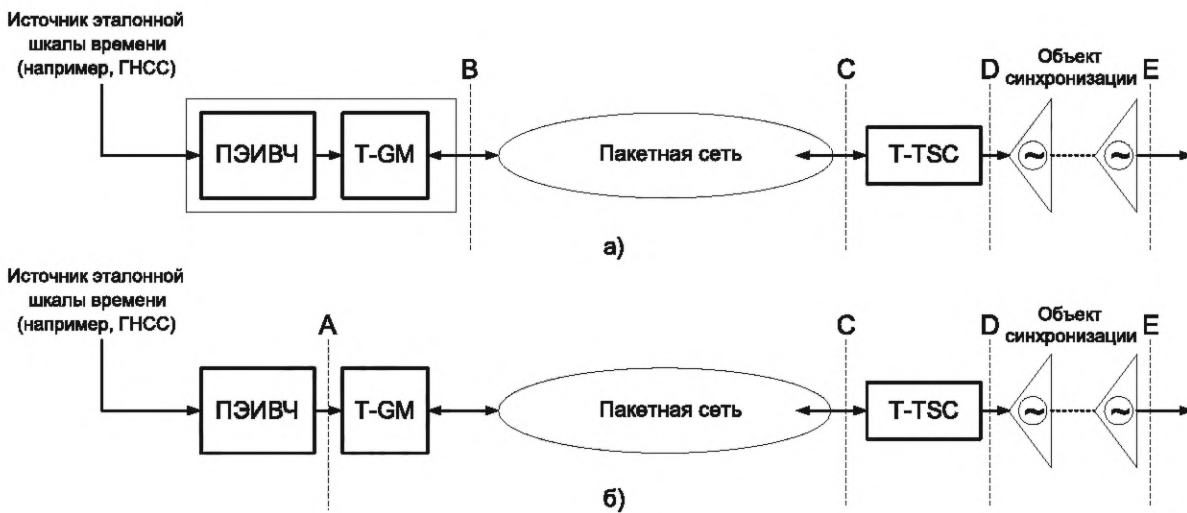 Источник эталонной
шкалы времени
(например, ГНСС)
B
C
D
Объект
синхронизации
E
ПЭИВЧ
T-GM
Пакетная сеть
T-TSC
~
~
а)
Источник эталонной
шкалы времени
(например, ГНСС)
A
C
D
Объект
синхронизации
E
ПЭИВЧ
T-GM
Пакетная сеть
T-TSC
~
~
б)